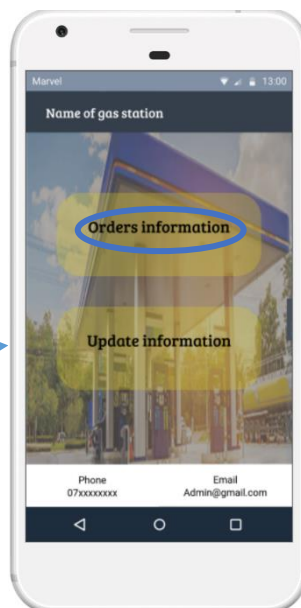 Marvel 13:00
Name of gas station
Orders information
Update information
Phone Email
07xxxxxxxx Admin@gmail.com